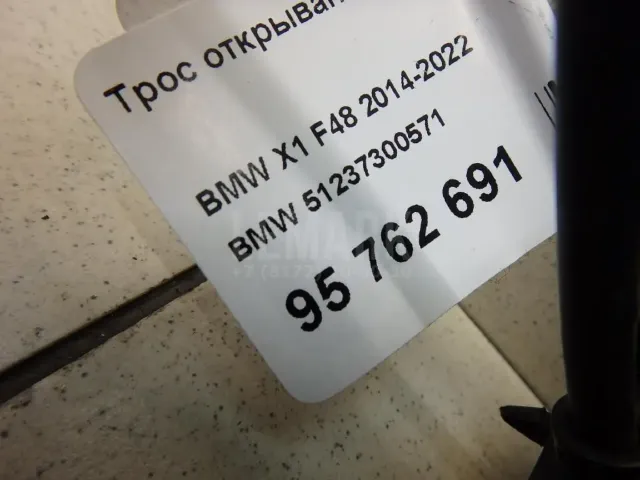 Трос открыван
BMW X1 F48 2014-2022
BMW 51237300571
95 762 691